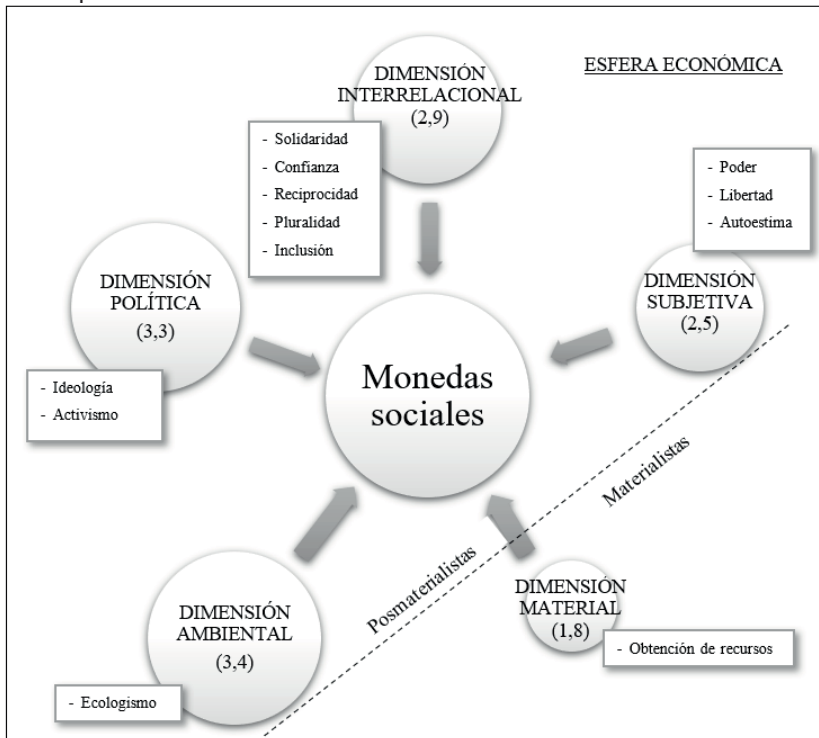 ESFERA ECONÓMICA
DIMENSIÓN
INTERRELACIONAL
(2,9)
- Solidaridad
- Confianza
- Reciprocidad
- Pluralidad
- Inclusión
- Poder
- Libertad
- Autoestima
DIMENSIÓN
SUBJETIVA
(2,5)
DIMENSIÓN
POLÍTICA
(3,3)
- Ideología
- Activismo
Monedas
sociales
Materialistas
Posmaterialistas
DIMENSIÓN
AMBIENTAL
(3,4)
- Ecologismo
DIMENSIÓN
MATERIAL
(1,8)
- Obtención de recursos